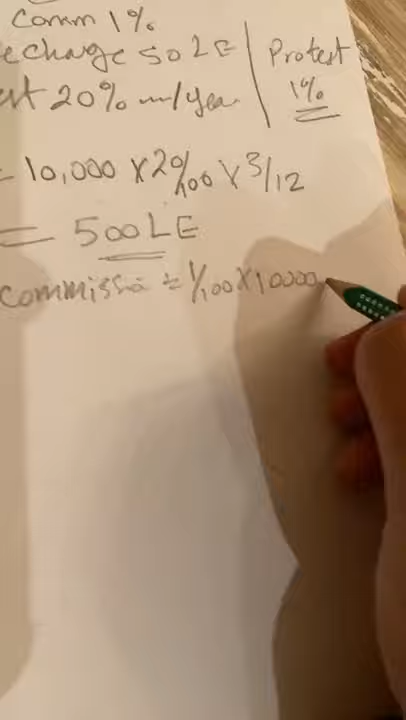 Comm 1%
echarge 50 LE
Protest
1%
est 20% m/year
= 10,000 X 20/100 X 3/12
= 500 LE
commission = 1/100 X 10000